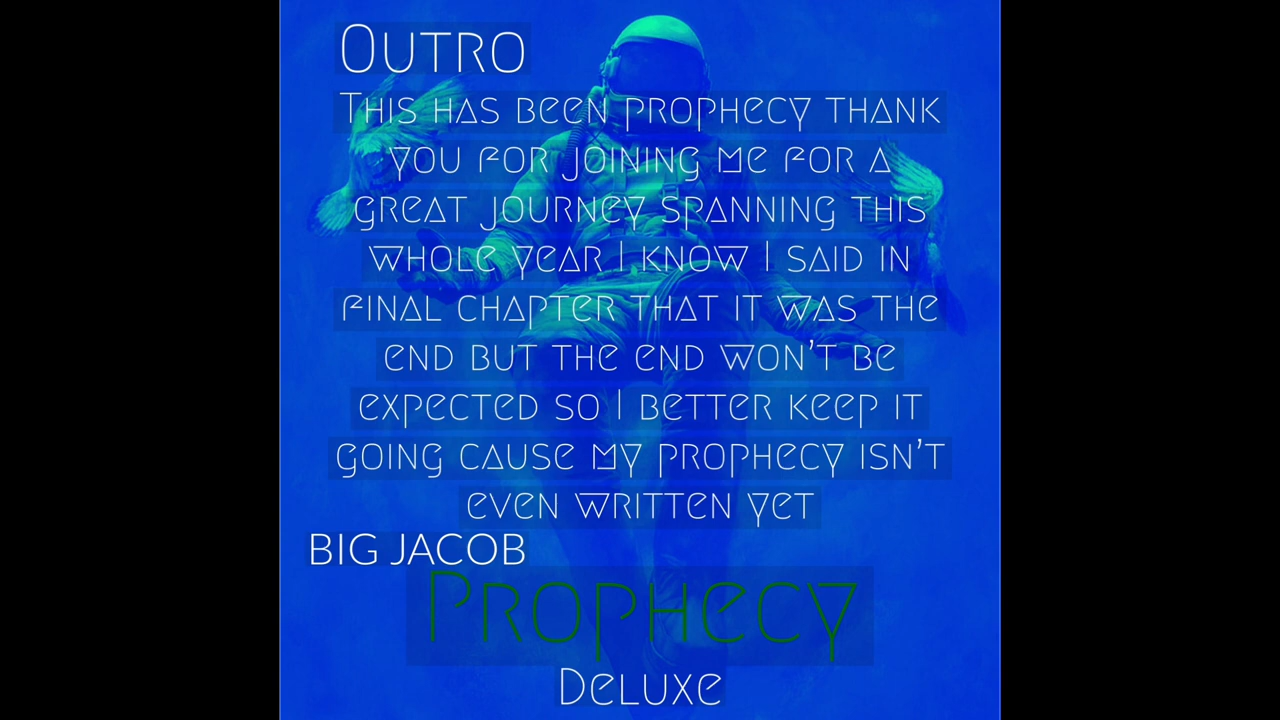 Outro
This has been prophecy thank
you for joining me for a
great journey spanning this
whole year I know I said in
final chapter that it was the
end but the end won't be
expected so I better keep it
going cause my prophecy isn't
even written yet
BIG JACOB
Prophecy
Deluxe